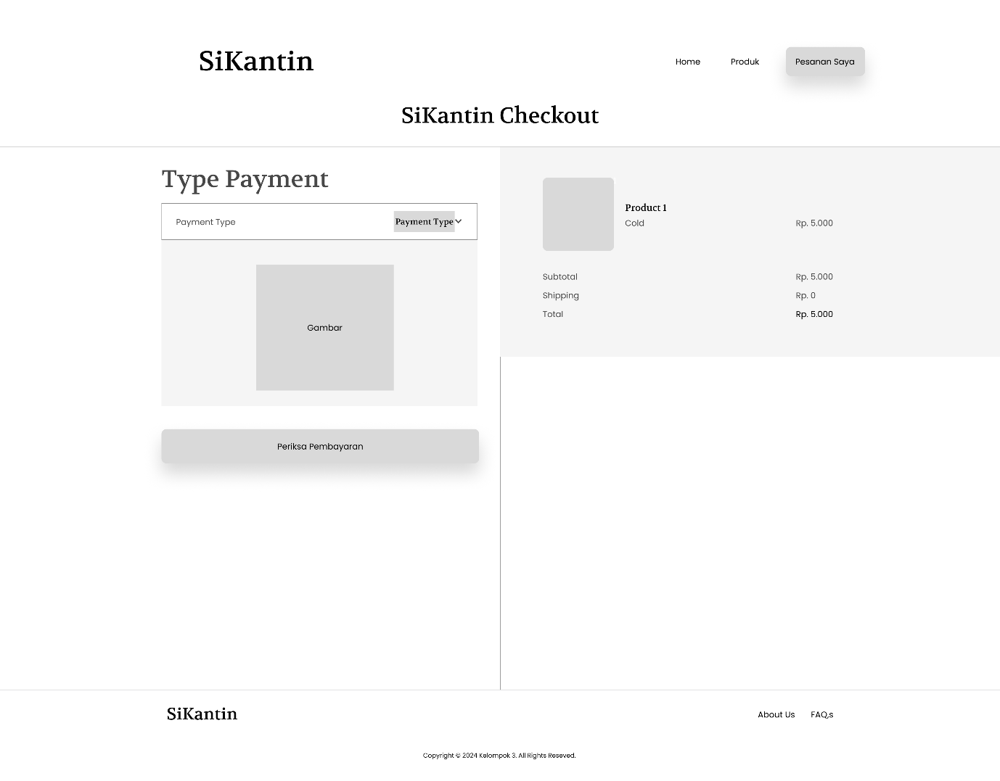 SiKantin
Home
Produk
Pesanan Saya
SiKantin Checkout
Type Payment
Payment Type
Payment Type
Gambar
Periksa Pembayaran
Product 1
Cold
Rp. 5.000
Subtotal
Rp. 5.000
Shipping
Rp. 0
Total
Rp. 5.000
SiKantin
About Us
FAQ,s
Copyright © 2024 Kelompok 3. All Rights Reseved.